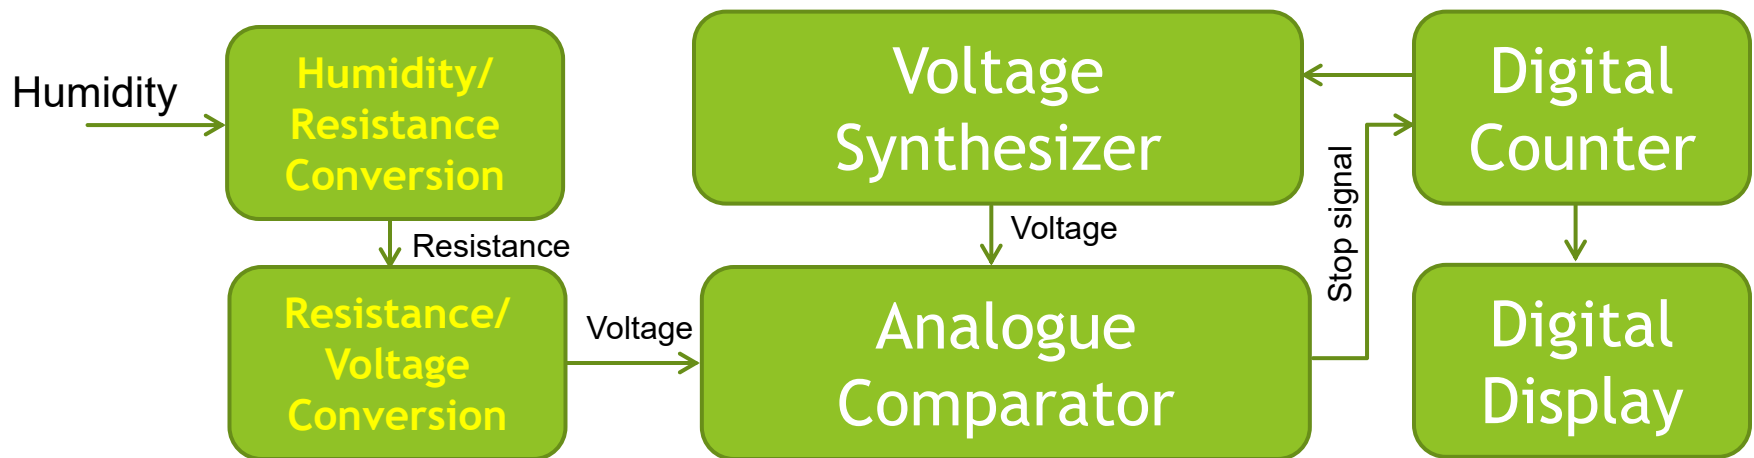 Humidity
Humidity/
Resistance
Conversion
Resistance
Resistance/
Voltage
Conversion
Voltage
Voltage
Synthesizer
Voltage
Analogue
Comparator
Stop signal
Digital
Counter
Digital
Display